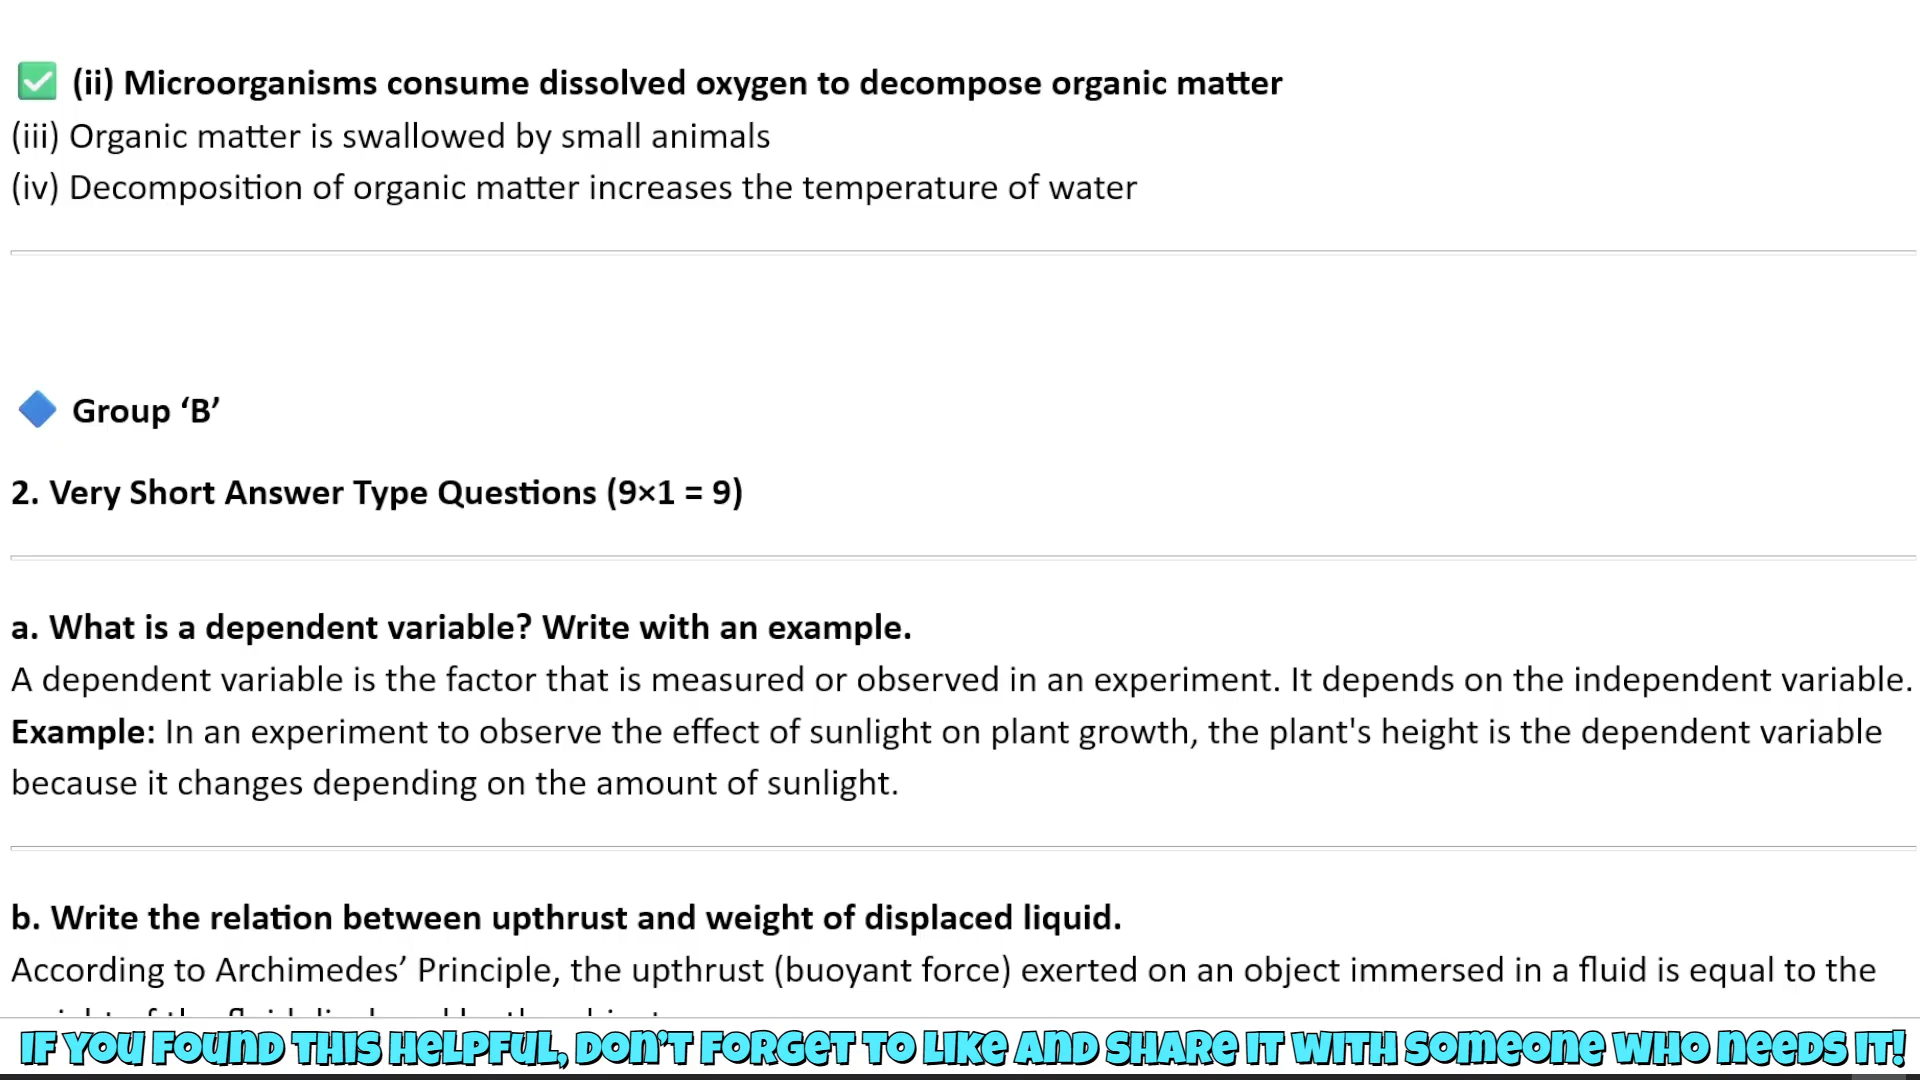 ✅ (ii) Microorganisms consume dissolved oxygen to decompose organic matter
(iii) Organic matter is swallowed by small animals
(iv) Decomposition of organic matter increases the temperature of water
🔷 Group ‘B’
2. Very Short Answer Type Questions (9×1 = 9)
a. What is a dependent variable? Write with an example.
A dependent variable is the factor that is measured or observed in an experiment. It depends on the independent variable.
Example: In an experiment to observe the effect of sunlight on plant growth, the plant's height is the dependent variable
because it changes depending on the amount of sunlight.
b. Write the relation between upthrust and weight of displaced liquid.
According to Archimedes’ Principle, the upthrust (buoyant force) exerted on an object immersed in a fluid is equal to the
IF YOU FOUND THIS HELPFUL, DON'T FORGET TO LIKE AND SHARE IT WITH SOMEONE WHO NEEDS IT!